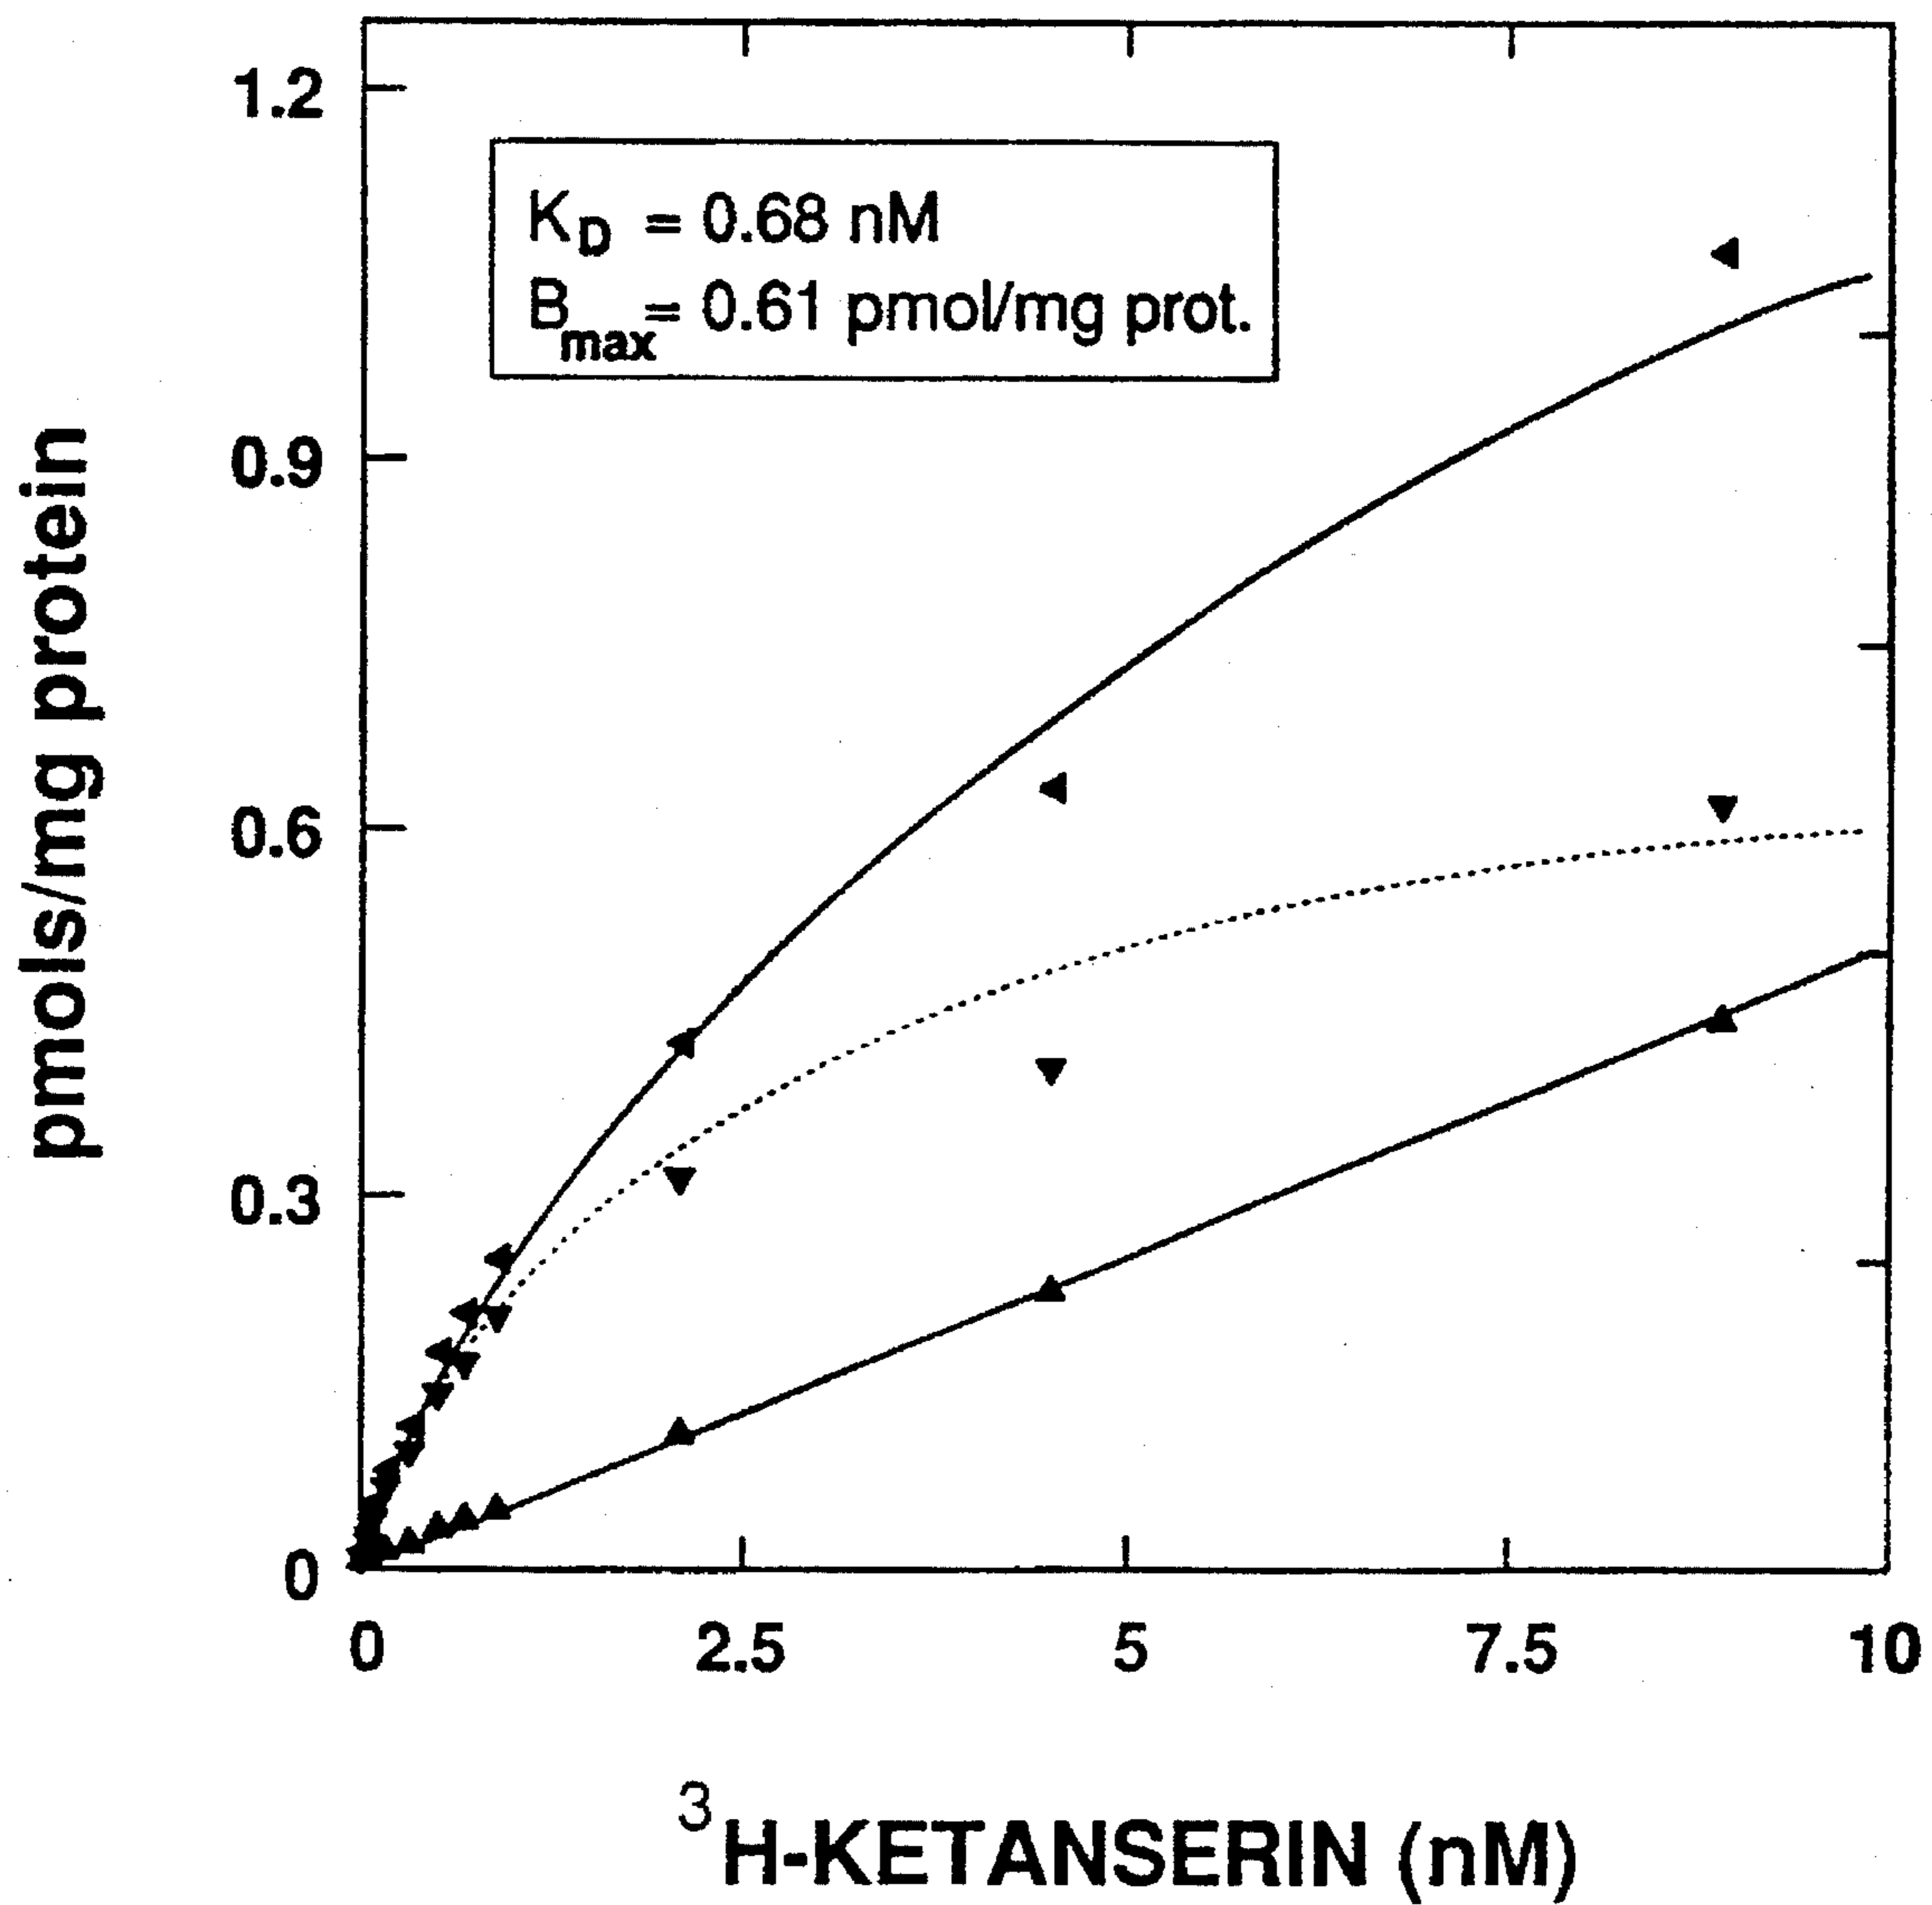 1.2
0.9
0.6
0.3
0
pmols/mg protein
K_D = 0.68 nM
B_max = 0.61 pmol/mg prot.
0 2.5 5 7.5 10
³H-KETANSERIN (nM)